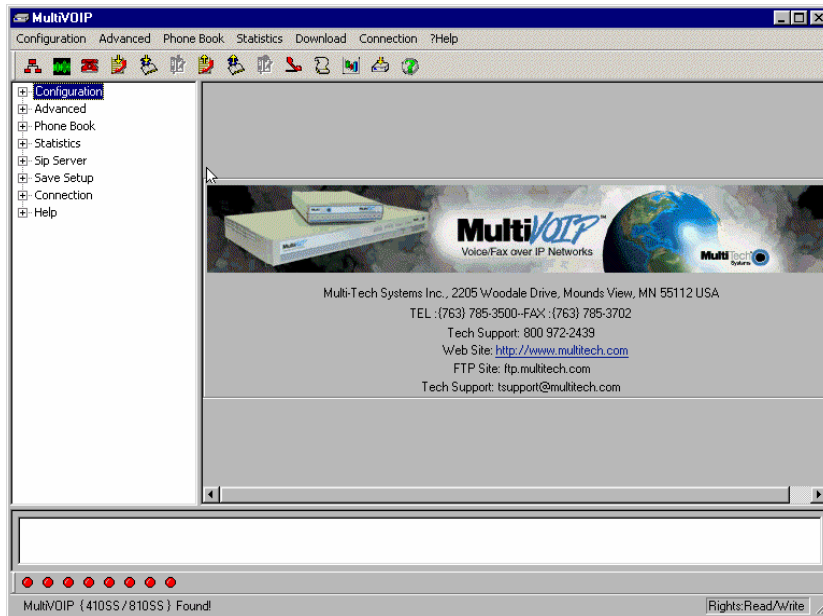 MultiVOIP
Configuration Advanced Phone Book Statistics Download Connection ?Help
Configuration
Advanced
Phone Book
Statistics
Sip Server
Save Setup
Connection
Help
MultiVOIP™
Voice/Fax over IP Networks
MultiTech
Systems
Multi-Tech Systems Inc., 2205 Woodale Drive, Mounds View, MN 55112 USA
TEL :(763) 785-3500--FAX :(763) 785-3702
Tech Support: 800 972-2439
Web Site: http://www.multitech.com
FTP Site: ftp.multitech.com
Tech Support: tsupport@multitech.com
MultiVOIP {410SS/810SS} Found!
Rights:Read/Write